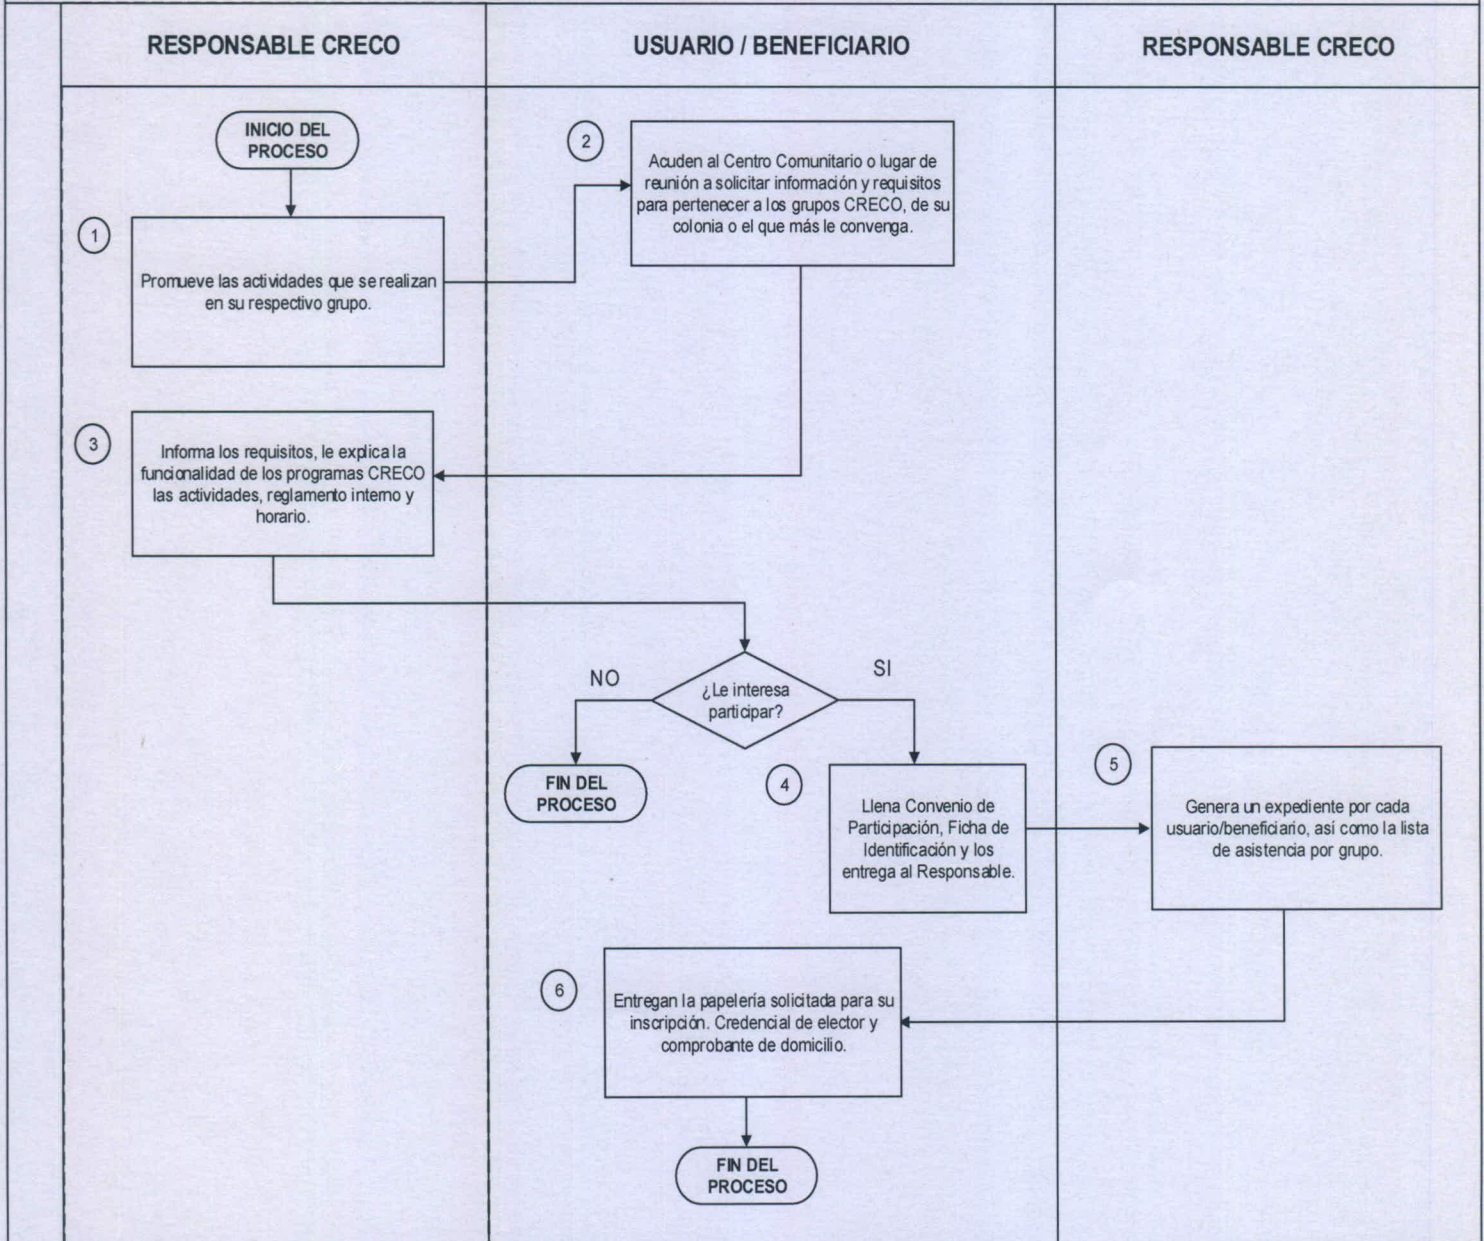 RESPONSABLE CRECO
USUARIO / BENEFICIARIO
RESPONSABLE CRECO
INICIO DEL
PROCESO
1
Promueve las actividades que se realizan
en su respectivo grupo.
2
Acuden al Centro Comunitario o lugar de
reunión a solicitar información y requisitos
para pertenecer a los grupos CRECO, de su
colonia o el que más le convenga.
3
Informa los requisitos, le explica la
funcionalidad de los programas CRECO
las actividades, reglamento interno y
horario.
¿Le interesa
participar?
NO
SI
FIN DEL
PROCESO
4
Llena Convenio de
Participación, Ficha de
Identificación y los
entrega al Responsable.
5
Genera un expediente por cada
usuario/beneficiario, así como la lista
de asistencia por grupo.
6
Entregan la papelería solicitada para su
inscripción. Credencial de elector y
comprobante de domicilio.
FIN DEL
PROCESO